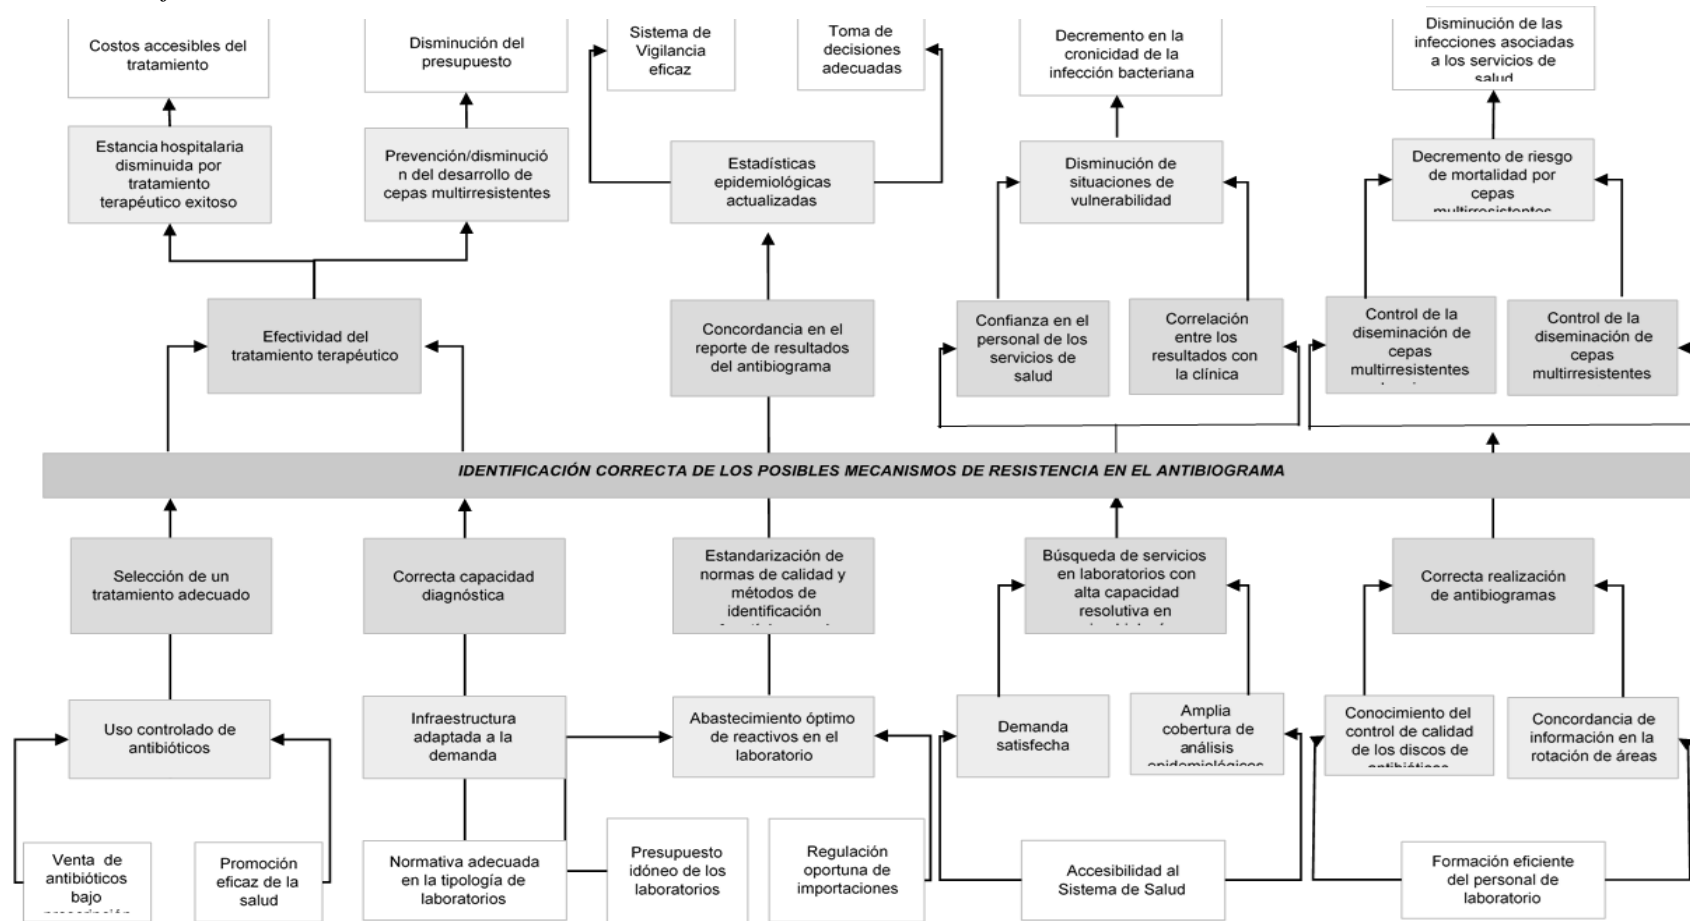 Costos accesibles del
tratamiento
Disminución del
presupuesto
Sistema de
Vigilancia
eficaz
Toma de
decisiones
adecuadas
Decremento en la
cronicidad de la
infección bacteriana
Disminución de las
infecciones asociadas
a los servicios de
salud
Estancia hospitalaria
disminuida por
tratamiento
terapéutico exitoso
Prevención/disminució
n del desarrollo de
cepas multirresistentes
Estadísticas
epidemiológicas
actualizadas
Disminución de
situaciones de
vulnerabilidad
Decremento de riesgo
de mortalidad por
cepas
multirresistentes
Efectividad del
tratamiento terapéutico
Concordancia en el
reporte de resultados
del antibiograma
Confianza en el
personal de los
servicios de
salud
Correlación
entre los
resultados con
la clínica
Control de la
diseminación de
cepas
multirresistentes
Control de la
diseminación de
cepas
multirresistentes
IDENTIFICACIÓN CORRECTA DE LOS POSIBLES MECANISMOS DE RESISTENCIA EN EL ANTIBIOGRAMA
Selección de un
tratamiento adecuado
Correcta capacidad
diagnóstica
Estandarización de
normas de calidad y
métodos de
identificación
Búsqueda de servicios
en laboratorios con
alta capacidad
resolutiva en
Correcta realización
de antibiogramas
Uso controlado de
antibióticos
Infraestructura
adaptada a la
demanda
Abastecimiento óptimo
de reactivos en el
laboratorio
Demanda
satisfecha
Amplia
cobertura de
análisis
epidemiológicos
Conocimiento del
control de calidad
de los discos de
antibióticos
Concordancia de
información en la
rotación de áreas
Venta de
antibióticos
bajo
prescripción
Promoción
eficaz de la
salud
Normativa adecuada
en la tipología de
laboratorios
Presupuesto
idóneo de los
laboratorios
Regulación
oportuna de
importaciones
Accesibilidad al
Sistema de Salud
Formación eficiente
del personal de
laboratorio